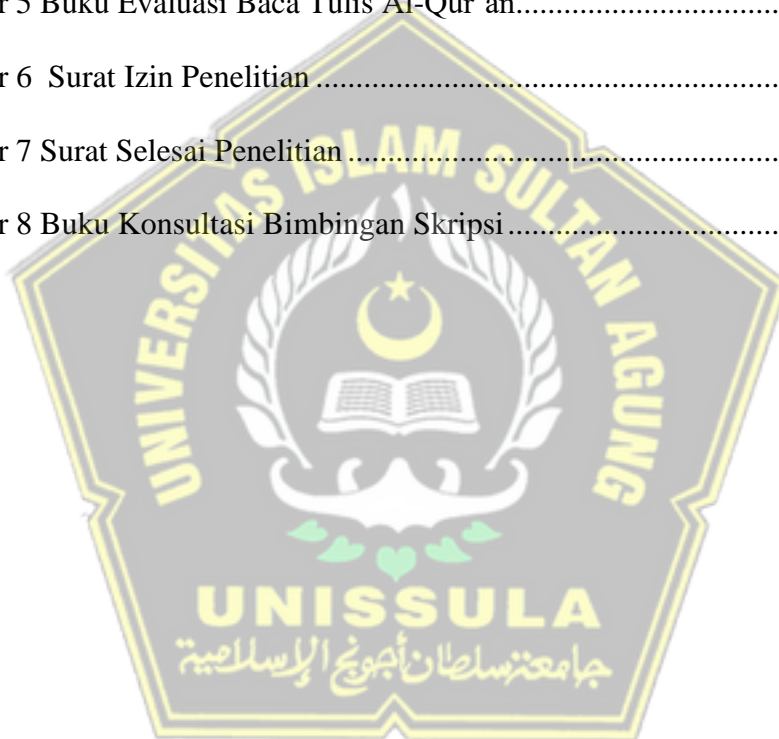 r 5 Buku Evaluasi Baca Tulis Al-Qur'an..................................
r 6 Surat Izin Penelitian ...........................................................
r 7 Surat Selesai Penelitian .......................................................
r 8 Buku Konsultasi Bimbingan Skripsi ..................................
UNIVERSITAS ISLAM SULTAN AGUNG
UNISSULA
جامعة سلطان أجونج الإسلامية